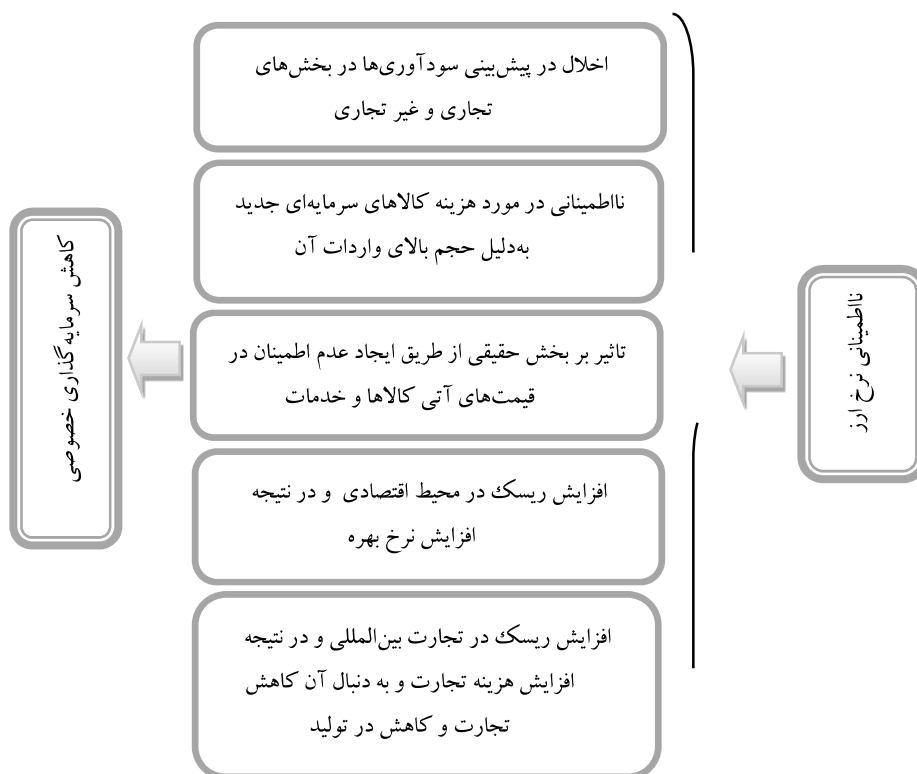 نااطمینانی نرخ ارز
اخلال در پیش‌بینی سودآوری‌ها در بخش‌های
تجاری و غیر تجاری
نااطمینانی در مورد هزینه کالاهای سرمایه‌ای جدید
به‌دلیل حجم بالای واردات آن
تاثیر بر بخش حقیقی از طریق ایجاد عدم اطمینان در
قیمت‌های آتی کالاها و خدمات
افزایش ریسک در محیط اقتصادی و در نتیجه
افزایش نرخ بهره
افزایش ریسک در تجارت بین‌المللی و در نتیجه
افزایش هزینه تجارت و به دنبال آن کاهش
تجارت و کاهش در تولید
کاهش سرمایه گذاری خصوصی